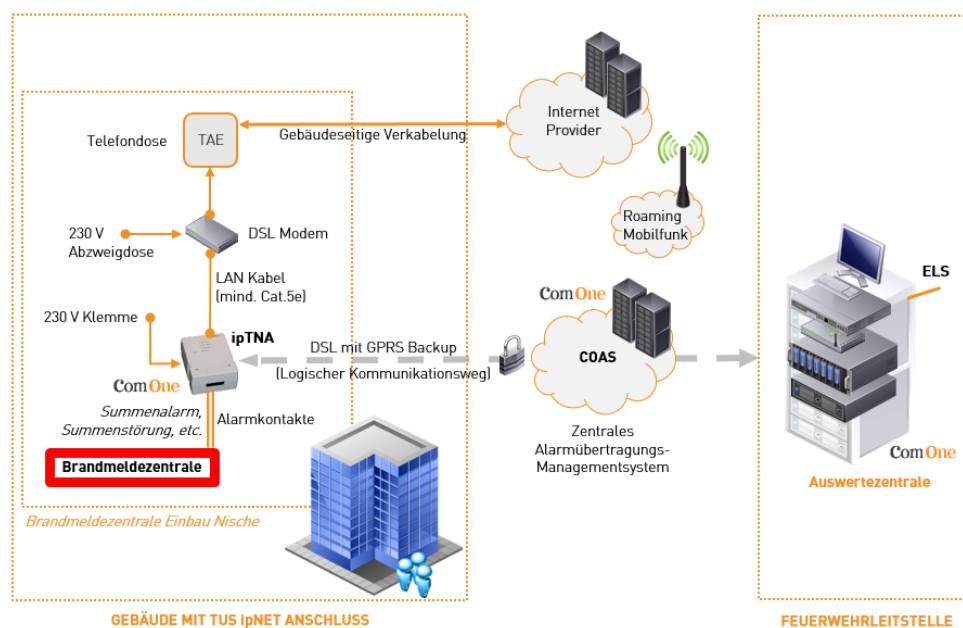 TAE
Telefondose
Gebäudeseitige Verkabelung
Internet
Provider
Roaming
Mobilfunk
230 V
Abzweigdose
DSL Modem
LAN Kabel
(mind. Cat.5e)
230 V Klemme
ipTNA
ComOne
DSL mit GPRS Backup
(Logischer Kommunikationsweg)
ComOne
COAS
ELS
Summenalarm,
Summenstörung, etc.
Alarmkontakte
Brandmeldezentrale
Zentrales
Alarmübertragungs-
Managementsystem
ComOne
Auswertezentrale
Brandmeldezentrale Einbau Nische
GEBÄUDE MIT TUS ipNET ANSCHLUSS
FEUERWEHRLEITSTELLE